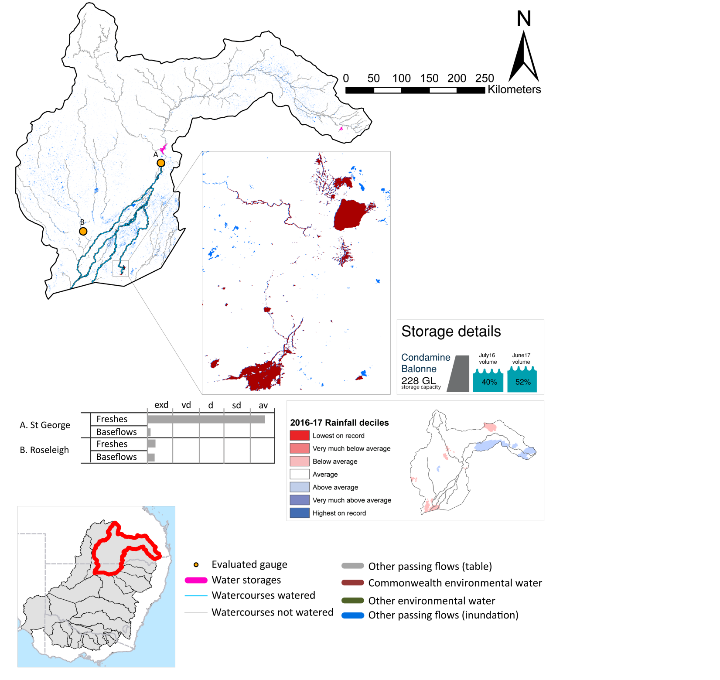 N
0 50 100 150 200 250
Kilometers
A
B
Storage details
Condamine
Balonne
228 GL
storage capacity
July16
volume
40%
June17
volume
52%
exd vd d sd av
A. St George
Freshes
Baseflows
B. Roseleigh
Freshes
Baseflows
2016-17 Rainfall deciles
Lowest on record
Very much below average
Below average
Average
Above average
Very much above average
Highest on record
Evaluated gauge
Water storages
Watercourses watered
Watercourses not watered
Other passing flows (table)
Commonwealth environmental water
Other environmental water
Other passing flows (inundation)